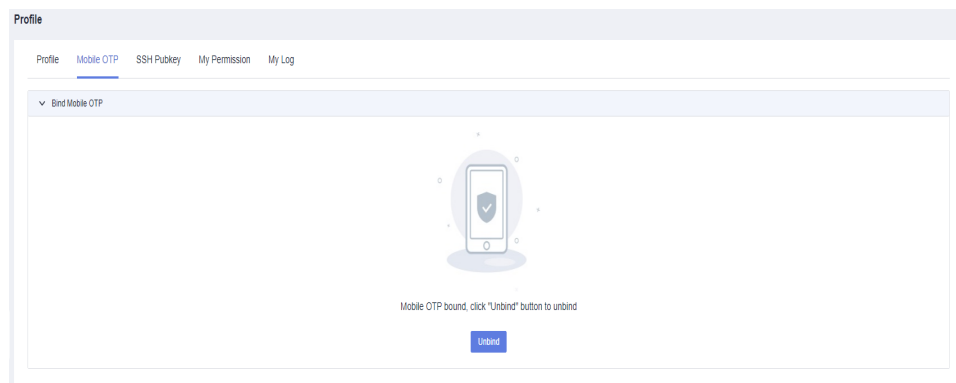 Profile
Profile Mobile OTP SSH Pubkey My Permission My Log
Bind Mobile OTP
Mobile OTP bound, click "Unbind" button to unbind
Unbind